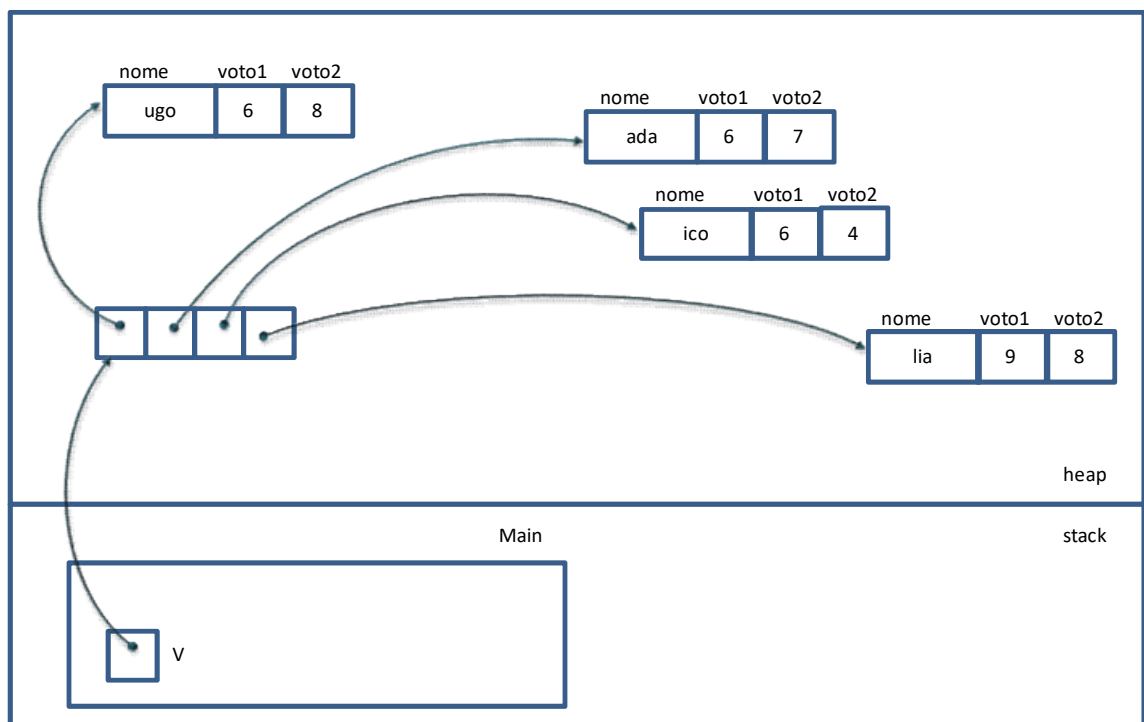 nome voto1 voto2
ugo 6 8
nome voto1 voto2
ada 6 7
nome voto1 voto2
ico 6 4
nome voto1 voto2
lia 9 8
heap
Main
stack
V